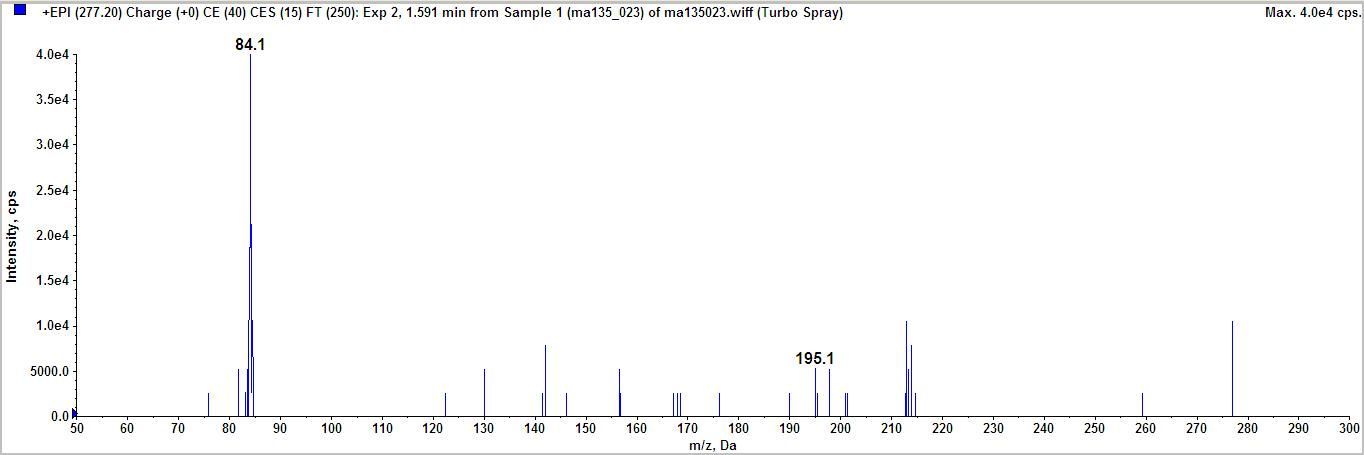 +EPI (277.20) Charge (+0) CE (40) CES (15) FT (250): Exp 2, 1.591 min from Sample 1 (ma135_023) of ma135023.wiff (Turbo Spray)
Max. 4.0e4 cps.
84.1
4.0e4
3.5e4
3.0e4
2.5e4
2.0e4
1.5e4
1.0e4
5000.0
0.0
Intensity, cps
195.1
50 60 70 80 90 100 110 120 130 140 150 160 170 180 190 200 210 220 230 240 250 260 270 280 290 300
m/z, Da